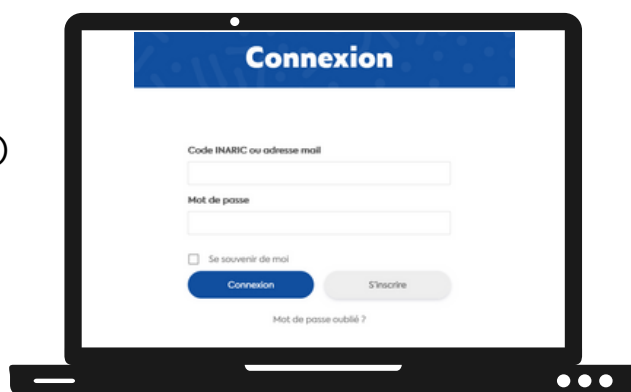 Connexion
Code INARIC ou adresse mail
Mot de passe
Se souvenir de moi
Connexion
S'inscrire
Mot de passe oublié ?